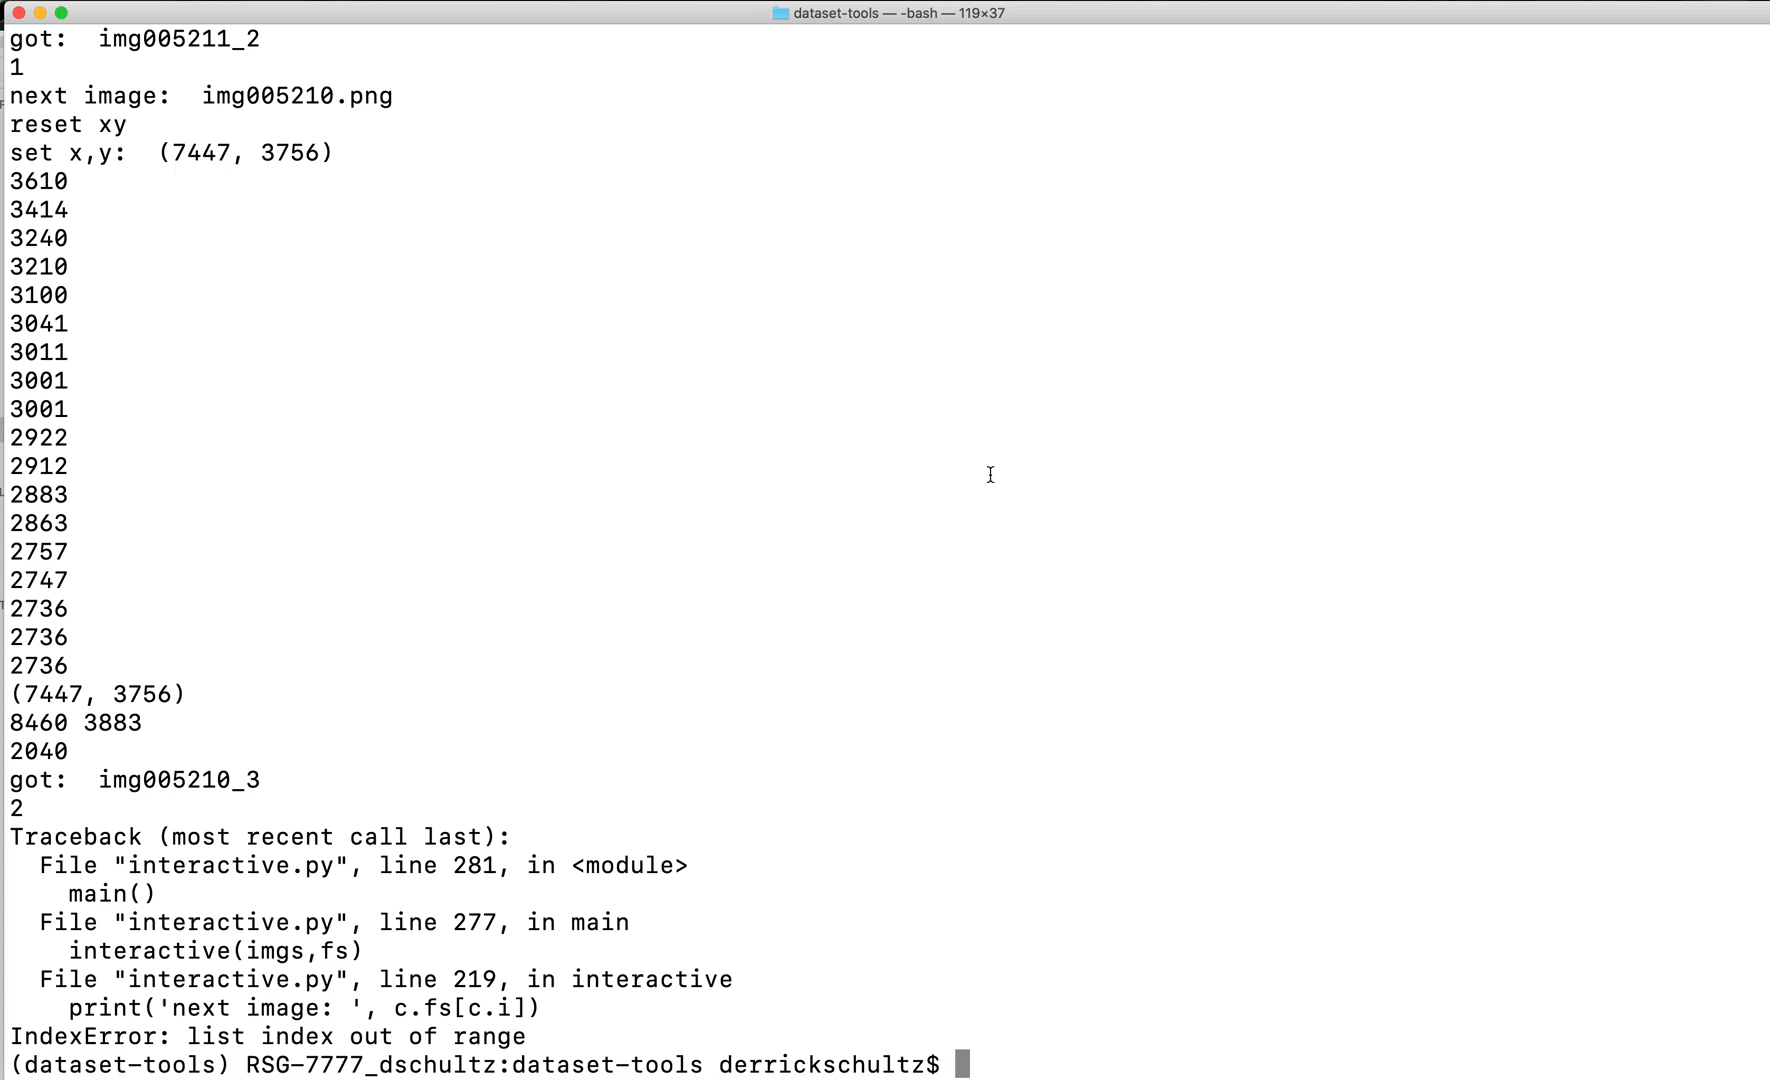 dataset-tools — -bash — 119×37
got:  img005211_2
1
next image:  img005210.png
reset xy
set x,y:  (7447, 3756)
3610
3414
3240
3210
3100
3041
3011
3001
3001
2922
2912
2883
2863
2757
2747
2736
2736
2736
(7447, 3756)
8460 3883
2040
got:  img005210_3
2
Traceback (most recent call last):
  File "interactive.py", line 281, in <module>
    main()
  File "interactive.py", line 277, in main
    interactive(imgs,fs)
  File "interactive.py", line 219, in interactive
    print('next image: ', c.fs[c.i])
IndexError: list index out of range
(dataset-tools) RSG-7777_dschultz:dataset-tools derrickschultz$